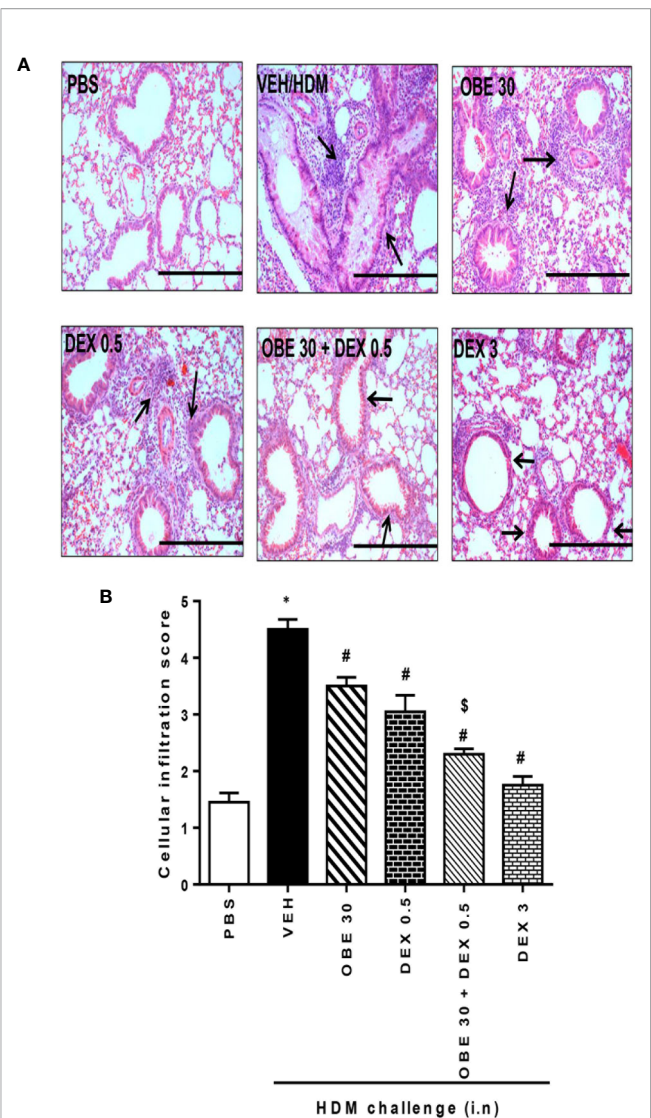 A
PBS
VEH/HDM
OBE 30
DEX 0.5
OBE 30 + DEX 0.5
DEX 3
B
Cellular infiltration score
5
4
3
2
1
0
*
#
#
$
#
#
PBS
VEH
OBE 30
DEX 0.5
OBE 30 + DEX 0.5
DEX 3
HDM challenge (i.n)